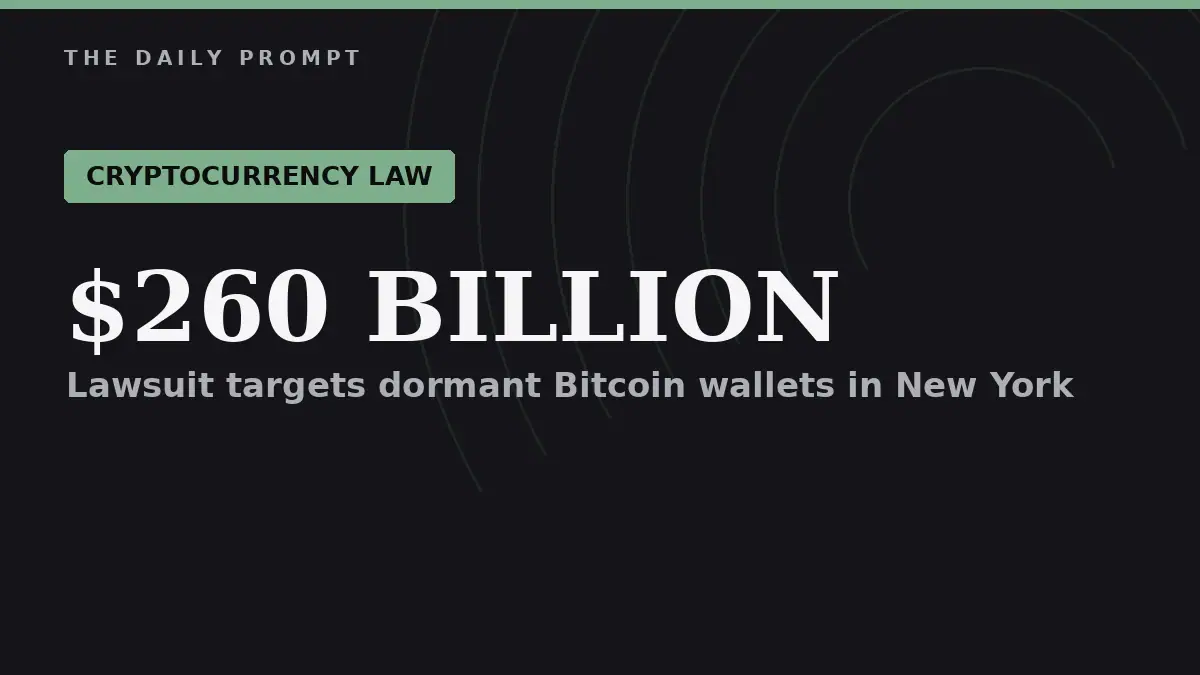 THE DAILY PROMPT
CRYPTOCURRENCY LAW
$260 BILLION
Lawsuit targets dormant Bitcoin wallets in New York